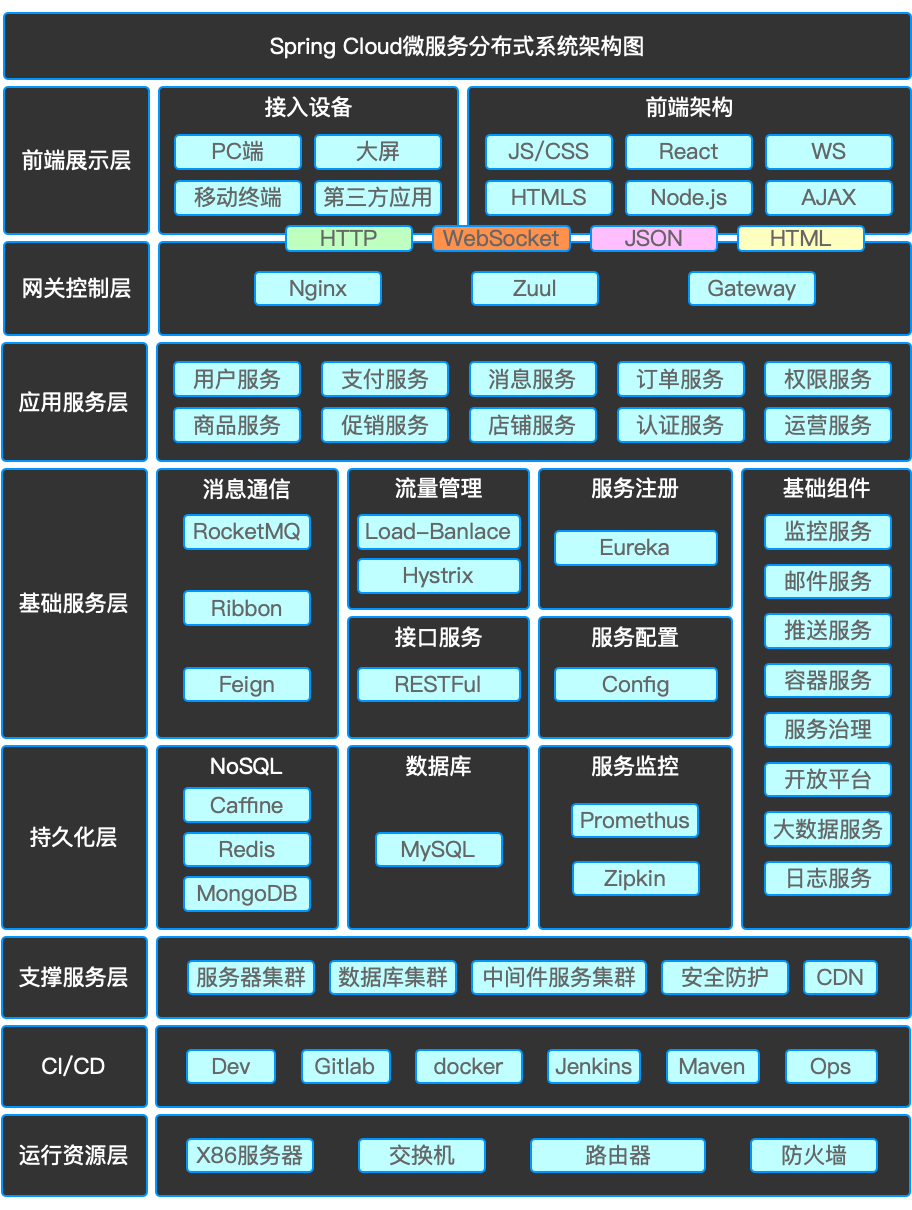 Spring Cloud微服务分布式系统架构图
前端展示层
接入设备
PC端
大屏
移动终端
第三方应用
前端架构
JS/CSS
React
WS
HTMLS
Node.js
AJAX
HTTP
WebSocket
JSON
HTML
网关控制层
Nginx
Zuul
Gateway
应用服务层
用户服务
支付服务
消息服务
订单服务
权限服务
商品服务
促销服务
店铺服务
认证服务
运营服务
基础服务层
消息通信
RocketMQ
Ribbon
Feign
流量管理
Load-Banlace
Hystrix
服务注册
Eureka
接口服务
RESTFul
服务配置
Config
基础组件
监控服务
邮件服务
推送服务
容器服务
服务治理
开放平台
大数据服务
日志服务
持久化层
NoSQL
Caffine
Redis
MongoDB
数据库
MySQL
服务监控
Promethus
Zipkin
支撑服务层
服务器集群
数据库集群
中间件服务集群
安全防护
CDN
CI/CD
Dev
Gitlab
docker
Jenkins
Maven
Ops
运行资源层
X86服务器
交换机
路由器
防火墙